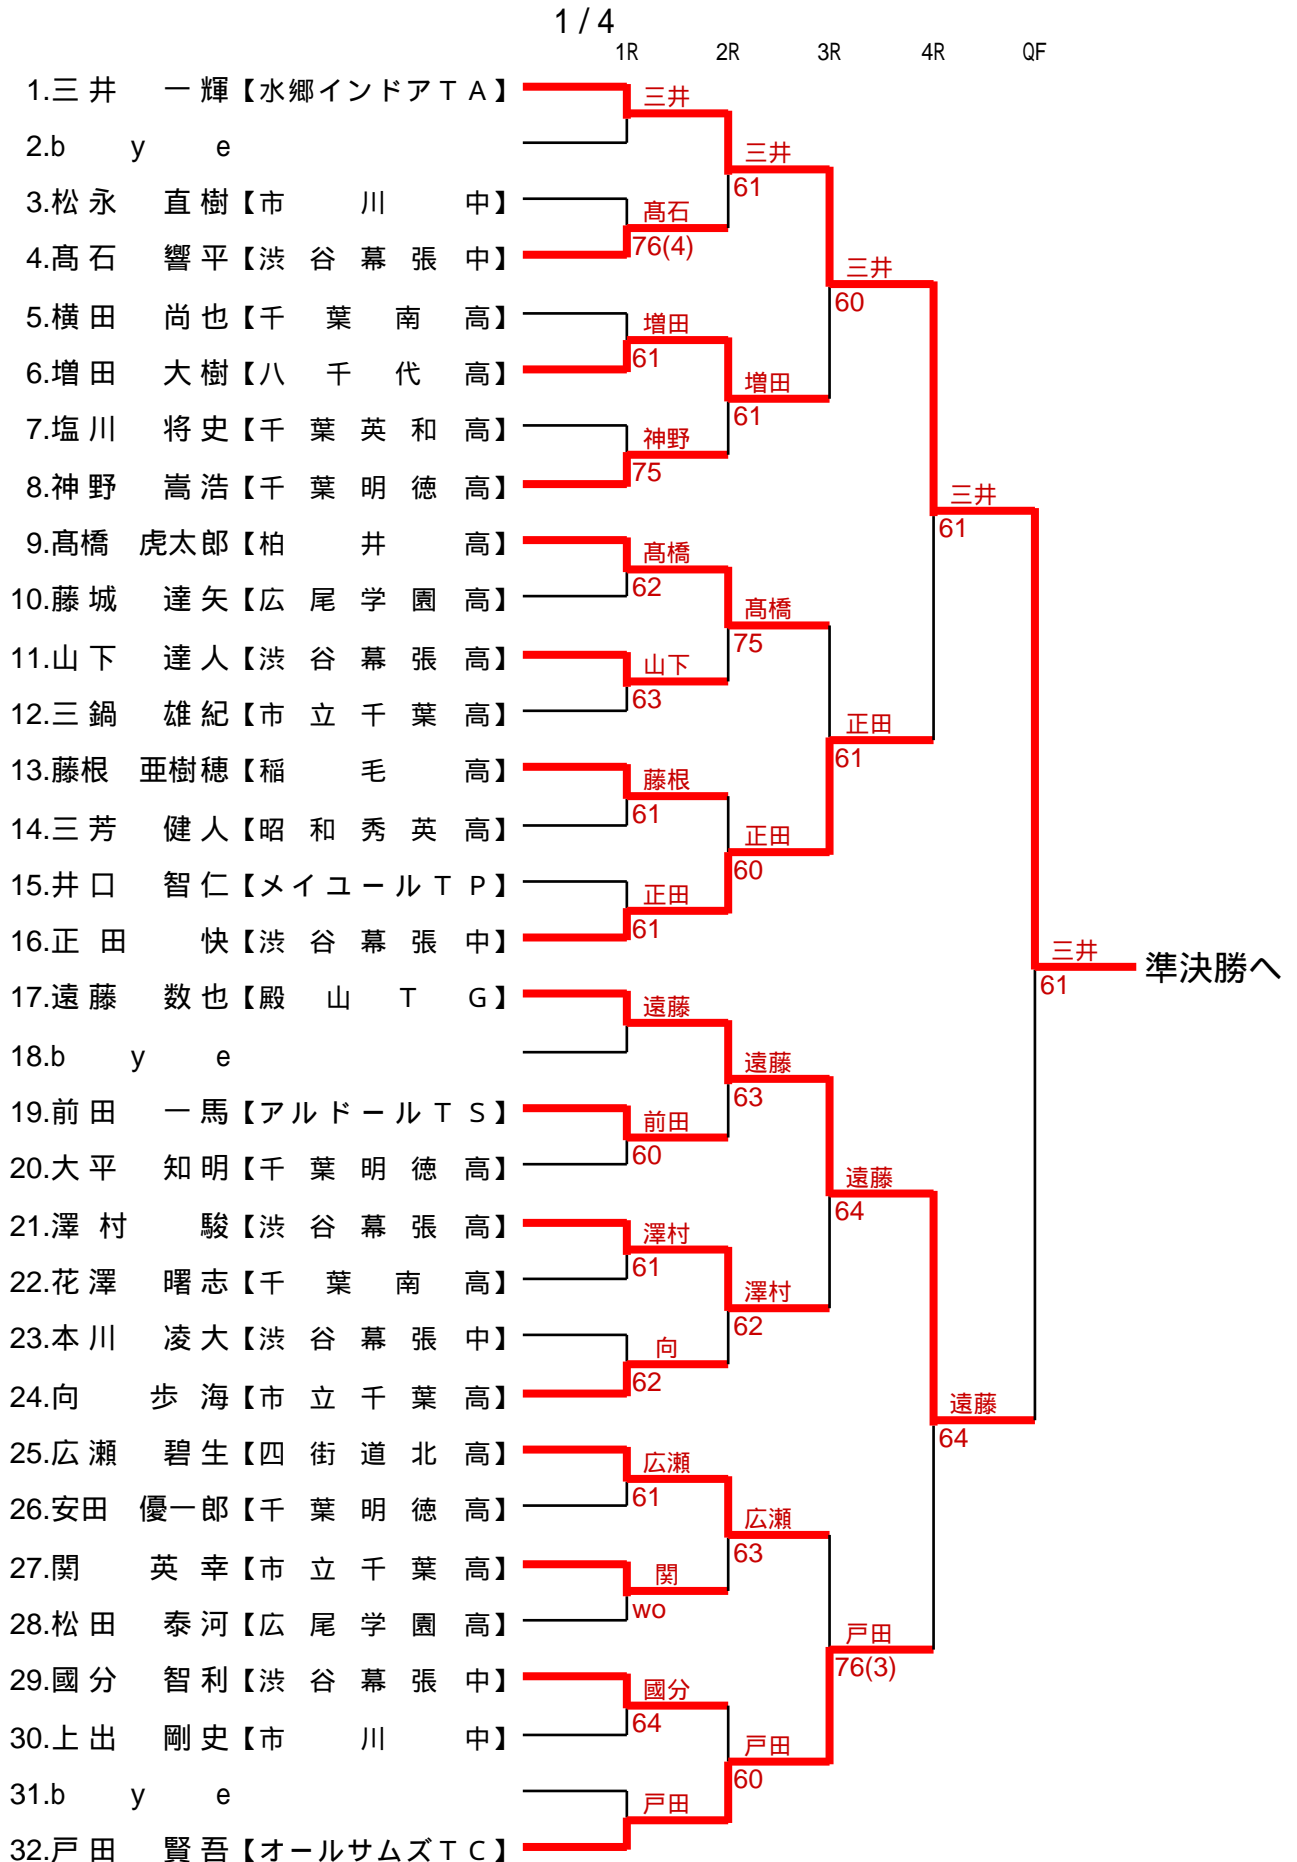 1 / 4
1R 2R 3R 4R QF
1.三井 一輝【水郷インドアTA】
三井
2.bye
三井
61
3.松永 直樹【市川中】
髙石
76(4)
4.髙石 響平【渋谷幕張中】
三井
60
5.横田 尚也【千葉南高】
増田
61
6.増田 大樹【八千代高】
増田
61
7.塩川 将史【千葉英和高】
神野
75
8.神野 嵩浩【千葉明徳高】
三井
61
9.髙橋 虎太郎【柏井高】
髙橋
62
10.藤城 達矢【広尾学園高】
髙橋
75
11.山下 達人【渋谷幕張高】
山下
63
12.三鍋 雄紀【市立千葉高】
正田
61
13.藤根 亜樹穂【稲毛高】
藤根
61
14.三芳 健人【昭和秀英高】
正田
60
15.井口 智仁【メイユールTP】
正田
61
16.正田 快【渋谷幕張中】
三井
61
準決勝へ
17.遠藤 数也【殿山TG】
遠藤
18.bye
遠藤
63
19.前田 一馬【アルドールTS】
前田
60
20.大平 知明【千葉明徳高】
遠藤
64
21.澤村 駿【渋谷幕張高】
澤村
61
22.花澤 曙志【千葉南高】
澤村
62
23.本川 凌大【渋谷幕張中】
向
62
24.向 歩海【市立千葉高】
遠藤
64
25.広瀬 碧生【四街道北高】
広瀬
61
26.安田 優一郎【千葉明徳高】
広瀬
63
27.関 英幸【市立千葉高】
関
wo
28.松田 泰河【広尾学園高】
戸田
76(3)
29.國分 智利【渋谷幕張中】
國分
64
30.上出 剛史【市川中】
戸田
60
31.bye
戸田
32.戸田 賢吾【オールサムズTC】